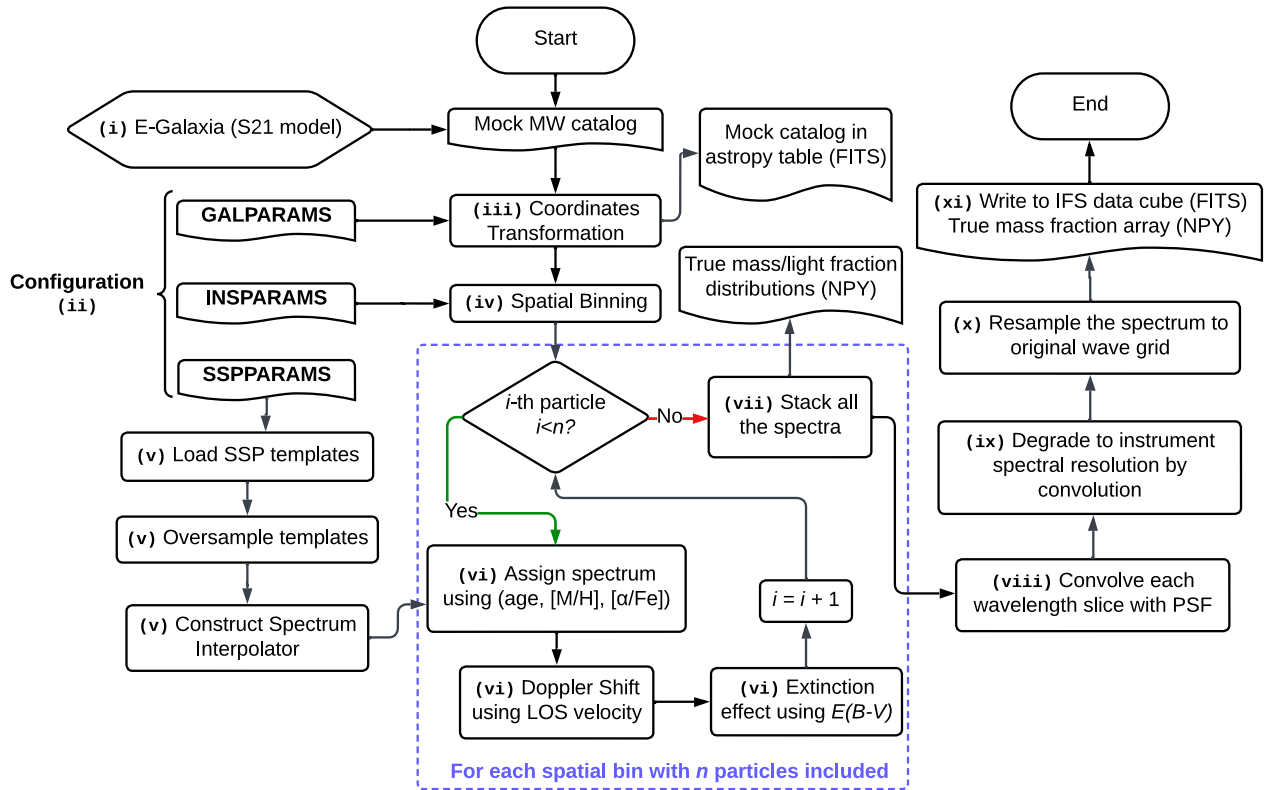 Start
(i) E-Galaxia (S21 model)
Mock MW catalog
Mock catalog in
astropy table (FITS)
End
Configuration
(ii)
GALPARAMS
INSPARAMS
SSPPARAMS
(iii) Coordinates
Transformation
(iv) Spatial Binning
True mass/light fraction
distributions (NPY)
(v) Load SSP templates
(v) Oversample templates
(v) Construct Spectrum
Interpolator
i-th particle
i<n?
No
Yes
(vii) Stack all
the spectra
(vi) Assign spectrum
using (age, [M/H], [α/Fe])
(vi) Doppler Shift
using LOS velocity
(vi) Extinction
effect using E(B-V)
i = i + 1
For each spatial bin with n particles included
(viii) Convolve each
wavelength slice with PSF
(ix) Degrade to instrument
spectral resolution by
convolution
(x) Resample the spectrum to
original wave grid
(xi) Write to IFS data cube (FITS)
True mass fraction array (NPY)